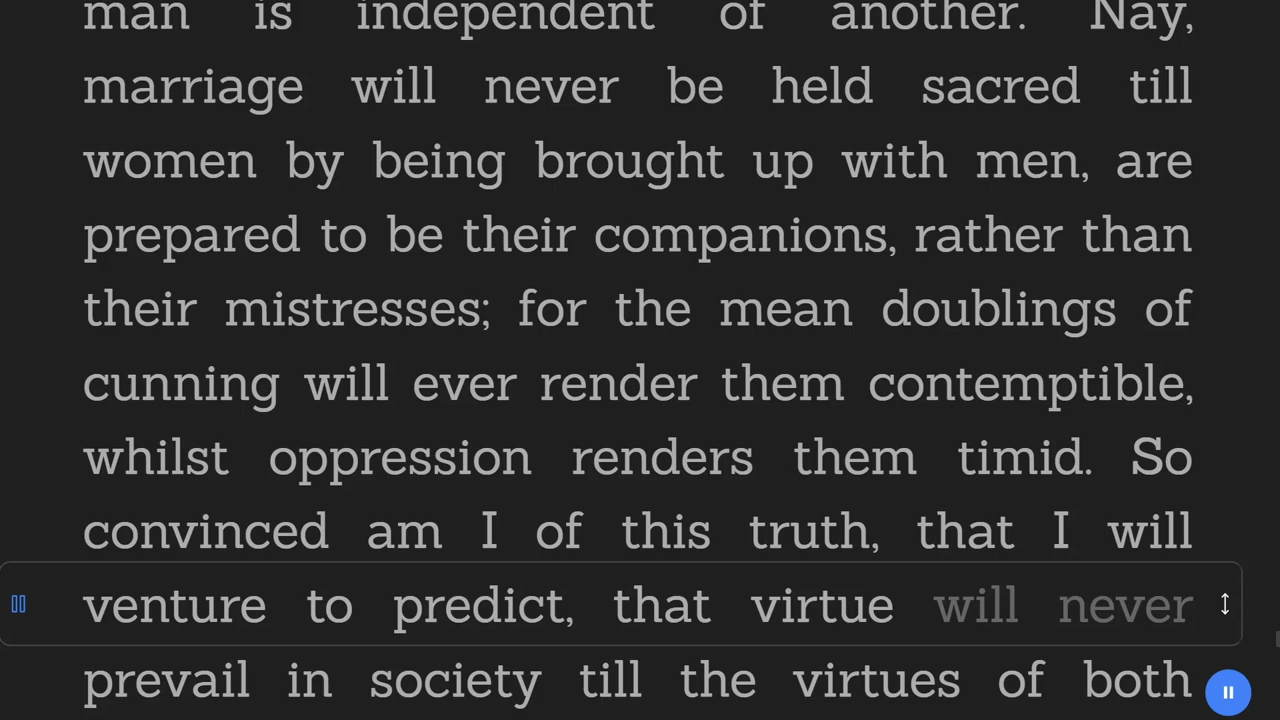 man is independent of another. Nay,
marriage will never be held sacred till
women by being brought up with men, are
prepared to be their companions, rather than
their mistresses; for the mean doublings of
cunning will ever render them contemptible,
whilst oppression renders them timid. So
convinced am I of this truth, that I will
venture to predict, that virtue will never
prevail in society till the virtues of both